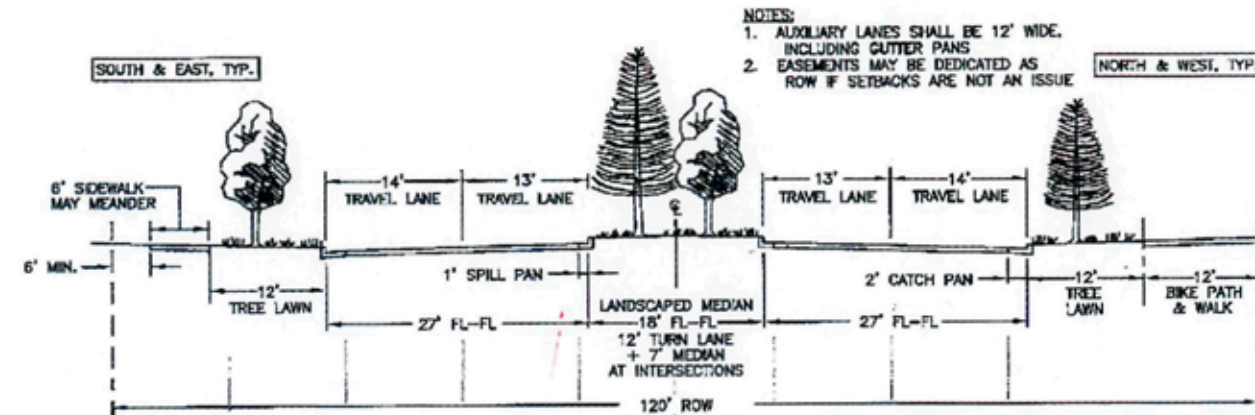 NOTES:
1. AUXILIARY LANES SHALL BE 12' WIDE,
INCLUDING GUTTER PANS
2. EASEMENTS MAY BE DEDICATED AS
ROW IF SETBACKS ARE NOT AN ISSUE
SOUTH & EAST, TYP.
NORTH & WEST, TYP
6' SIDEWALK
MAY MEANDER
14'
TRAVEL LANE
13'
TRAVEL LANE
℄
13'
TRAVEL LANE
14'
TRAVEL LANE
6' MIN.
1' SPILL PAN
2' CATCH PAN
12'
TREE LAWN
27' FL-FL
LANDSCAPED MEDIAN
18' FL-FL
12' TURN LANE
+ 7' MEDIAN
AT INTERSECTIONS
27' FL-FL
12'
TREE
LAWN
12'
BIKE PATH
& WALK
120' ROW